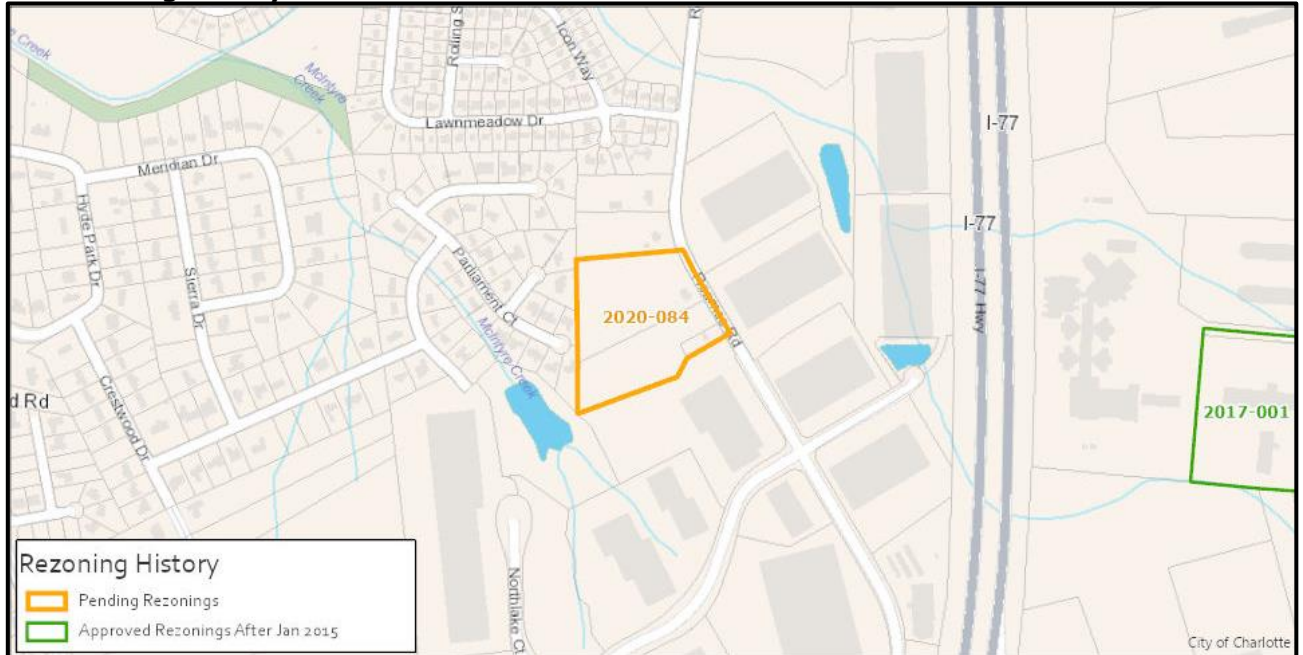 e Creek
McIntyre
Creek
Rolling S
Icon Way
R
Lawnmeadow Dr
I-77
Meridian Dr
Hyde Park Dr
Sierra Dr
I-77
Parliament Ct
2020-084
Rd
I-77 Hwy
McIntyre Creek
Crestwood Dr
d Rd
2017-001
Northlake Ct
Rezoning History
Pending Rezonings
Approved Rezonings After Jan 2015
City of Charlotte